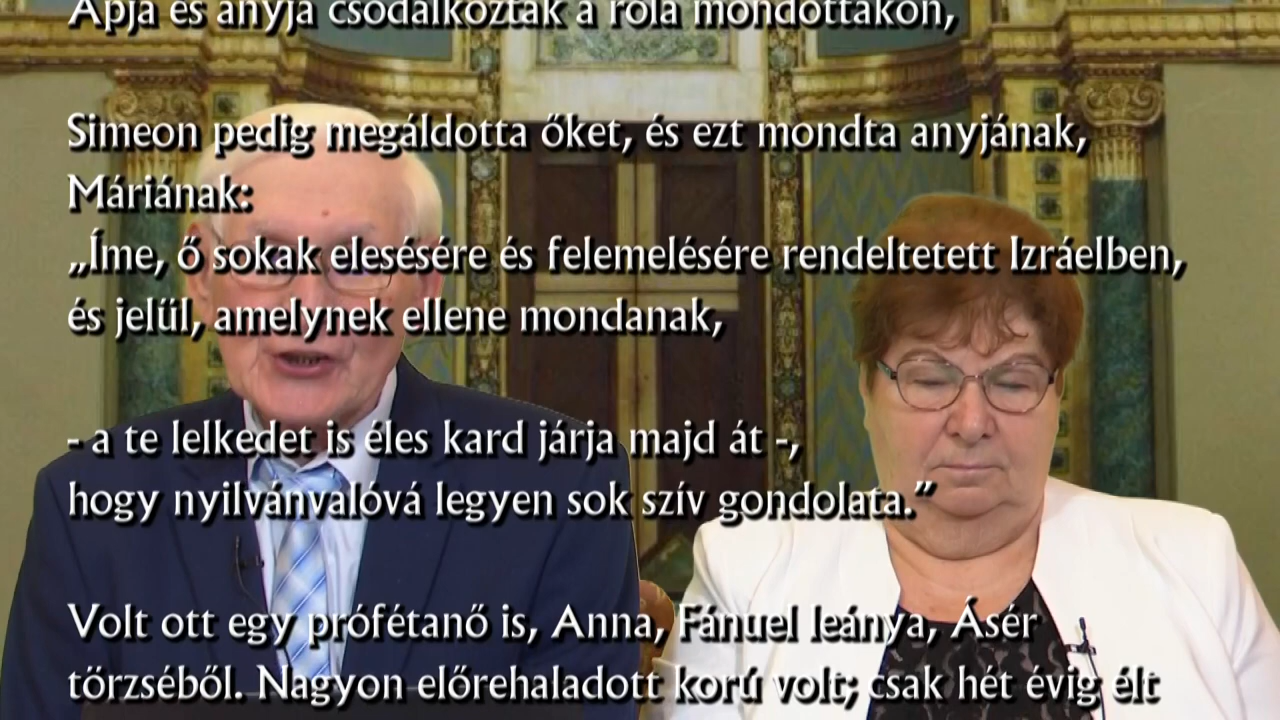 Apja és anyja csodálkoztak a róla mondottakon,
Simeon pedig megáldotta őket, és ezt mondta anyjának,
Máriának:
„Íme, ő sokak elesésére és felemelésére rendeltetett Izráelben,
és jelül, amelynek ellene mondanak,
- a te lelkedet is éles kard járja majd át -,
hogy nyilvánvalóvá legyen sok szív gondolata.”
Volt ott egy prófétanő is, Anna, Fánuel leánya, Ásér
törzséből. Nagyon előrehaladott korú volt; csak hét évig élt